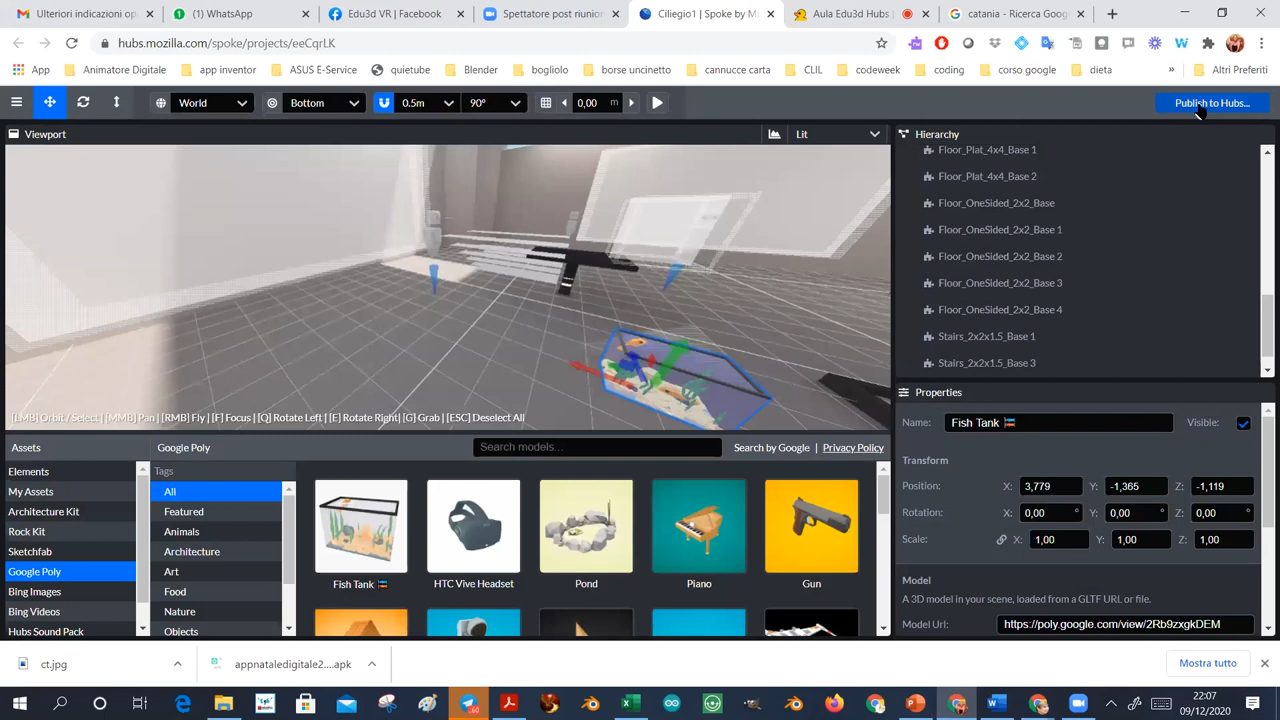 Ulteriori indicazioni op
(1) WhatsApp
Edu3d VR | Facebook
Spettatore post riunion
Ciliegio1 | Spoke by M
Aula Edu3d Hubs |
catania - Ricerca Goog
hubs.mozilla.com/spoke/projects/eeCqrLK
App
Animatore Digitale
app inventor
ASUS E-Service
quietube
Blender
bogliolo
borse uncinetto
cannucce carta
CLIL
codeweek
coding
corso google
dieta
»
Altri Preferiti
World
Bottom
0.5m
90°
0,00 m
Publish to Hubs...
Viewport
Lit
Hierarchy
Floor_Plat_4x4_Base 1
Floor_Plat_4x4_Base 2
Floor_OneSided_2x2_Base
Floor_OneSided_2x2_Base 1
Floor_OneSided_2x2_Base 2
Floor_OneSided_2x2_Base 3
Floor_OneSided_2x2_Base 4
Stairs_2x2x1.5_Base 1
Stairs_2x2x1.5_Base 3
[LMB] Orbit / Select | [MMB] Pan | [RMB] Fly | [F] Focus | [Q] Rotate Left | [E] Rotate Right | [G] Grab | [ESC] Deselect All
Properties
Name: Fish Tank
Visible:
Transform
Position: X: 3,779 Y: -1,365 Z: -1,119
Rotation: X: 0,00 ° Y: 0,00 ° Z: 0,00 °
Scale: X: 1,00 Y: 1,00 Z: 1,00
Model
A 3D model in your scene, loaded from a GLTF URL or file.
Model Url: https://poly.google.com/view/2Rb9zxgkDEM
Assets
Elements
My Assets
Architecture Kit
Rock Kit
Sketchfab
Google Poly
Bing Images
Bing Videos
Hubs Sound Pack
Google Poly
Search models...
Search by Google
Privacy Policy
Tags
All
Featured
Animals
Architecture
Art
Food
Nature
Objects
Fish Tank
HTC Vive Headset
Pond
Piano
Gun
ct.jpg
appnataledigitale2....apk
Mostra tutto
22:07
09/12/2020